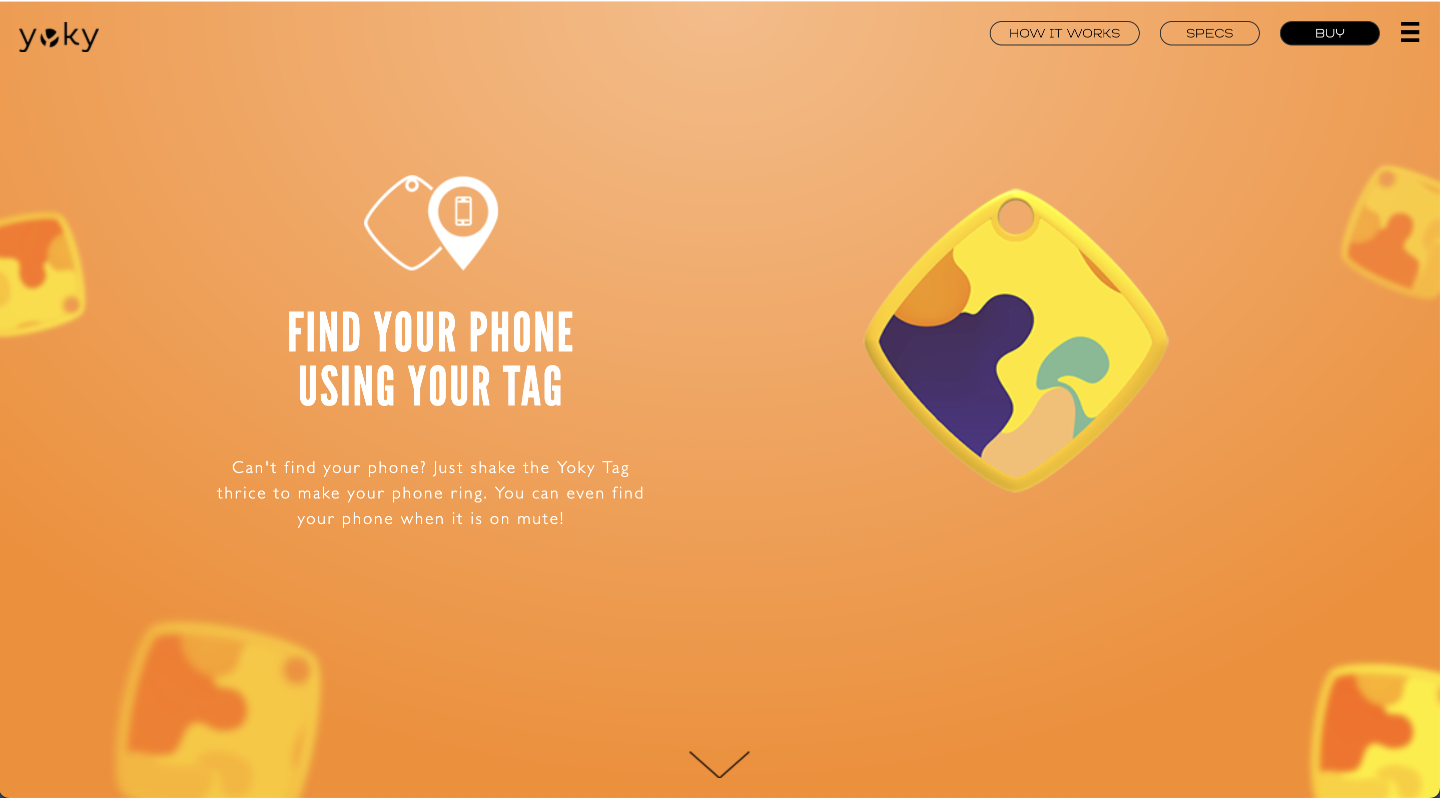 yoky
HOW IT WORKS
SPECS
BUY
FIND YOUR PHONE
USING YOUR TAG
Can't find your phone? Just shake the Yoky Tag
thrice to make your phone ring. You can even find
your phone when it is on mute!